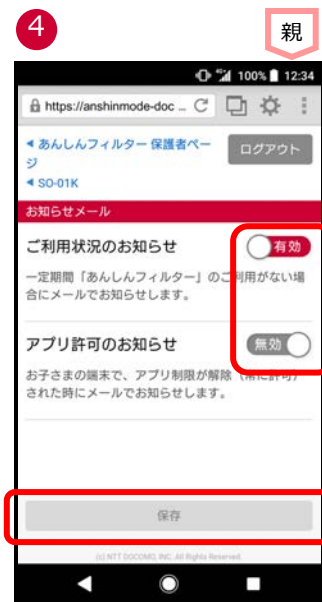 4
親
100% 12:34
https://anshinmode-doc ...
あんしんフィルター 保護者ペー
ジ
ログアウト
SO-01K
お知らせメール
ご利用状況のお知らせ
有効
一定期間「あんしんフィルター」のご利用がない場
合にメールでお知らせします。
アプリ許可のお知らせ
無効
お子さまの端末で、アプリ制限が解除(常に許可)
された時にメールでお知らせします。
保存
(c) NTT DOCOMO, INC. All Rights Reserved.